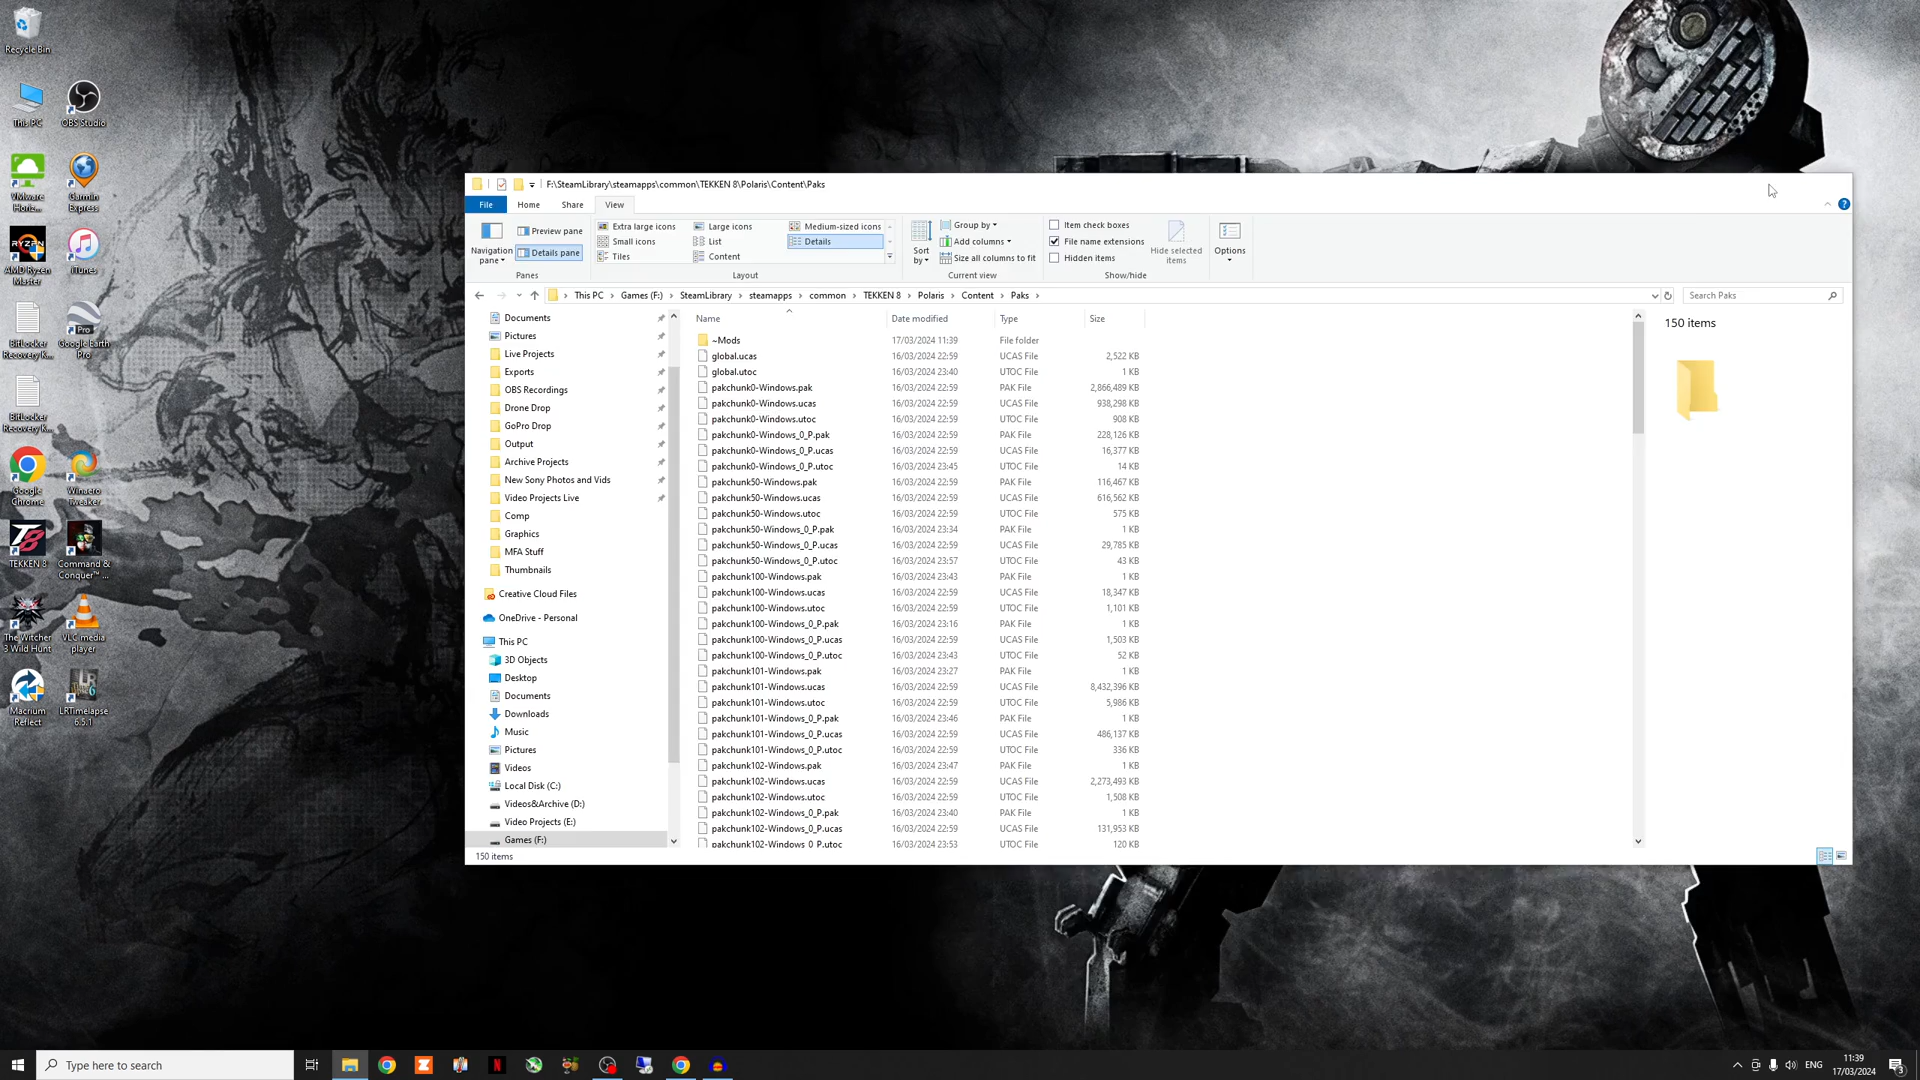 Recycle Bin
This PC
OBS Studio
VMware Horiz...
Garmin Express
AMD Ryzen Master
iTunes
BitLocker Recovery K...
Google Earth Pro
BitLocker Recovery K...
Google Chrome
Winaero Tweaker
TEKKEN 8
Command & Conquer™ ...
The Witcher 3 Wild Hunt
VLC media player
Macrium Reflect
LRTimelapse 6.5.1
F:\SteamLibrary\steamapps\common\TEKKEN 8\Polaris\Content\Paks
File Home Share View
Navigation pane
Preview pane
Details pane
Panes
Extra large icons Large icons Medium-sized icons
Small icons List Details
Tiles Content
Layout
Sort by
Group by
Add columns
Size all columns to fit
Current view
Item check boxes
File name extensions
Hidden items
Hide selected items
Show/hide
Options
This PC Games (F:) SteamLibrary steamapps common TEKKEN 8 Polaris Content Paks
Search Paks
Documents
Pictures
Live Projects
Exports
OBS Recordings
Drone Drop
GoPro Drop
Output
Archive Projects
New Sony Photos and Vids
Video Projects Live
Comp
Graphics
MFA Stuff
Thumbnails
Creative Cloud Files
OneDrive - Personal
This PC
3D Objects
Desktop
Documents
Downloads
Music
Pictures
Videos
Local Disk (C:)
Videos&Archive (D:)
Video Projects (E:)
Games (F:)
Name Date modified Type Size
~Mods 17/03/2024 11:39 File folder
global.ucas 16/03/2024 22:59 UCAS File 2,522 KB
global.utoc 16/03/2024 23:40 UTOC File 1 KB
pakchunk0-Windows.pak 16/03/2024 22:59 PAK File 2,866,489 KB
pakchunk0-Windows.ucas 16/03/2024 22:59 UCAS File 938,298 KB
pakchunk0-Windows.utoc 16/03/2024 22:59 UTOC File 908 KB
pakchunk0-Windows_0_P.pak 16/03/2024 22:59 PAK File 228,126 KB
pakchunk0-Windows_0_P.ucas 16/03/2024 22:59 UCAS File 16,377 KB
pakchunk0-Windows_0_P.utoc 16/03/2024 23:45 UTOC File 14 KB
pakchunk50-Windows.pak 16/03/2024 22:59 PAK File 116,467 KB
pakchunk50-Windows.ucas 16/03/2024 22:59 UCAS File 616,562 KB
pakchunk50-Windows.utoc 16/03/2024 22:59 UTOC File 575 KB
pakchunk50-Windows_0_P.pak 16/03/2024 23:34 PAK File 1 KB
pakchunk50-Windows_0_P.ucas 16/03/2024 22:59 UCAS File 29,785 KB
pakchunk50-Windows_0_P.utoc 16/03/2024 23:57 UTOC File 43 KB
pakchunk100-Windows.pak 16/03/2024 23:43 PAK File 1 KB
pakchunk100-Windows.ucas 16/03/2024 22:59 UCAS File 18,347 KB
pakchunk100-Windows.utoc 16/03/2024 22:59 UTOC File 1,101 KB
pakchunk100-Windows_0_P.pak 16/03/2024 23:16 PAK File 1 KB
pakchunk100-Windows_0_P.ucas 16/03/2024 22:59 UCAS File 1,503 KB
pakchunk100-Windows_0_P.utoc 16/03/2024 23:43 UTOC File 52 KB
pakchunk101-Windows.pak 16/03/2024 23:27 PAK File 1 KB
pakchunk101-Windows.ucas 16/03/2024 22:59 UCAS File 8,432,396 KB
pakchunk101-Windows.utoc 16/03/2024 22:59 UTOC File 5,986 KB
pakchunk101-Windows_0_P.pak 16/03/2024 23:46 PAK File 1 KB
pakchunk101-Windows_0_P.ucas 16/03/2024 22:59 UCAS File 486,137 KB
pakchunk101-Windows_0_P.utoc 16/03/2024 22:59 UTOC File 336 KB
pakchunk102-Windows.pak 16/03/2024 23:47 PAK File 1 KB
pakchunk102-Windows.ucas 16/03/2024 22:59 UCAS File 2,273,493 KB
pakchunk102-Windows.utoc 16/03/2024 22:59 UTOC File 1,508 KB
pakchunk102-Windows_0_P.pak 16/03/2024 23:40 PAK File 1 KB
pakchunk102-Windows_0_P.ucas 16/03/2024 22:59 UCAS File 131,953 KB
pakchunk102-Windows_0_P.utoc 16/03/2024 23:53 UTOC File 120 KB
150 items
150 items
Type here to search
ENG
11:39
17/03/2024
3